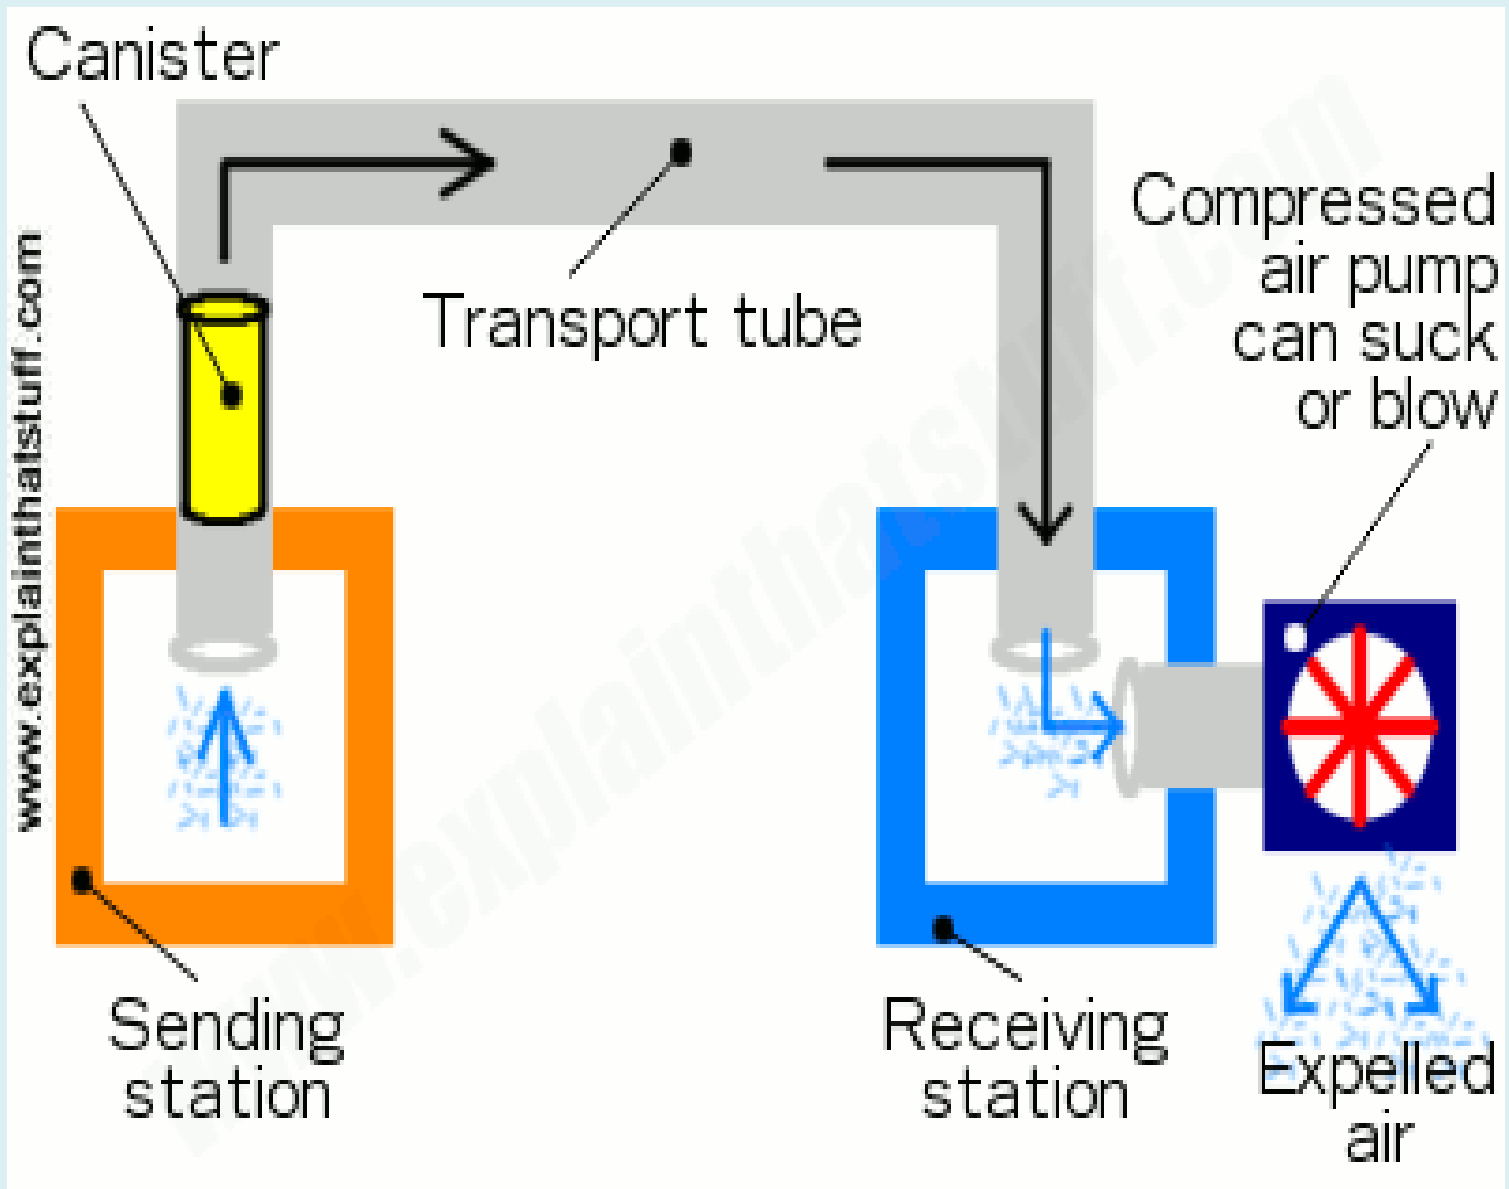 Canister
Transport tube
Compressed
air pump
can suck
or blow
www.explainthatstuff.com
www.explainthatstuff.com
Sending
station
Receiving
station
Expelled
air